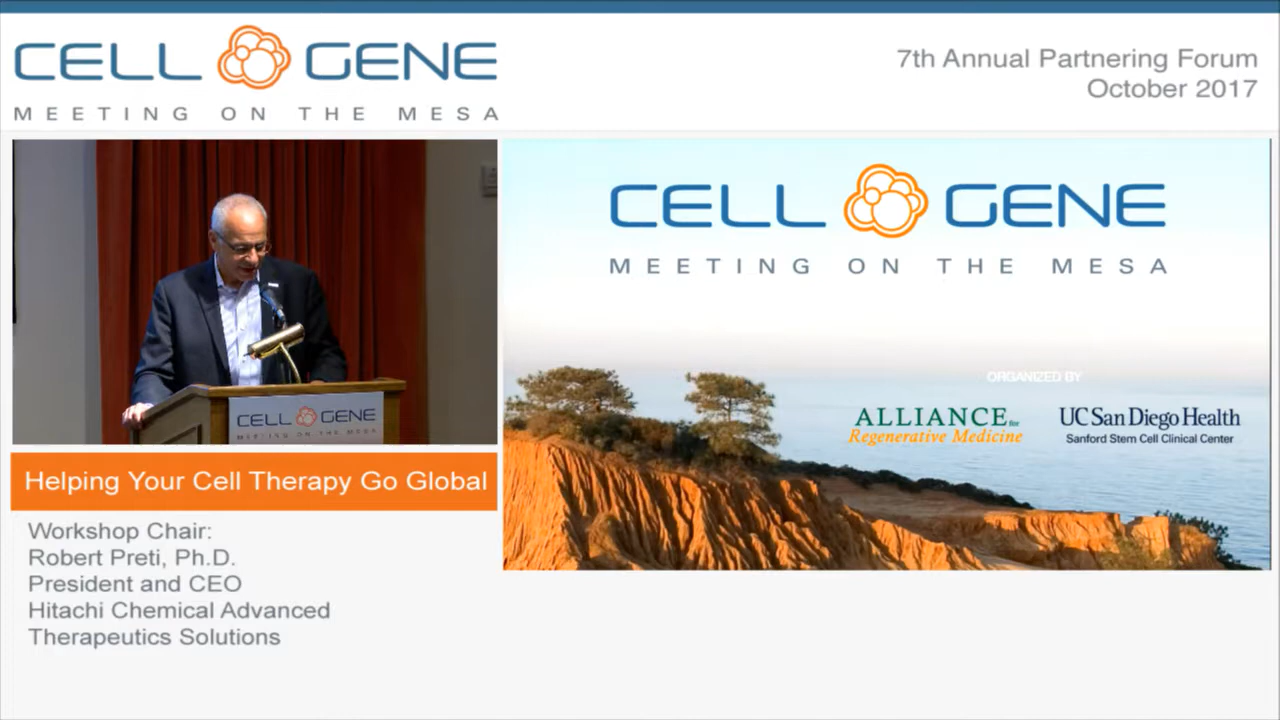 CELL GENE
MEETING ON THE MESA
7th Annual Partnering Forum
October 2017
CELL GENE
MEETING ON THE MESA
Helping Your Cell Therapy Go Global
Workshop Chair:
Robert Preti, Ph.D.
President and CEO
Hitachi Chemical Advanced
Therapeutics Solutions
CELL GENE
MEETING ON THE MESA
ORGANIZED BY
ALLIANCE for
Regenerative Medicine
UC San Diego Health
Sanford Stem Cell Clinical Center